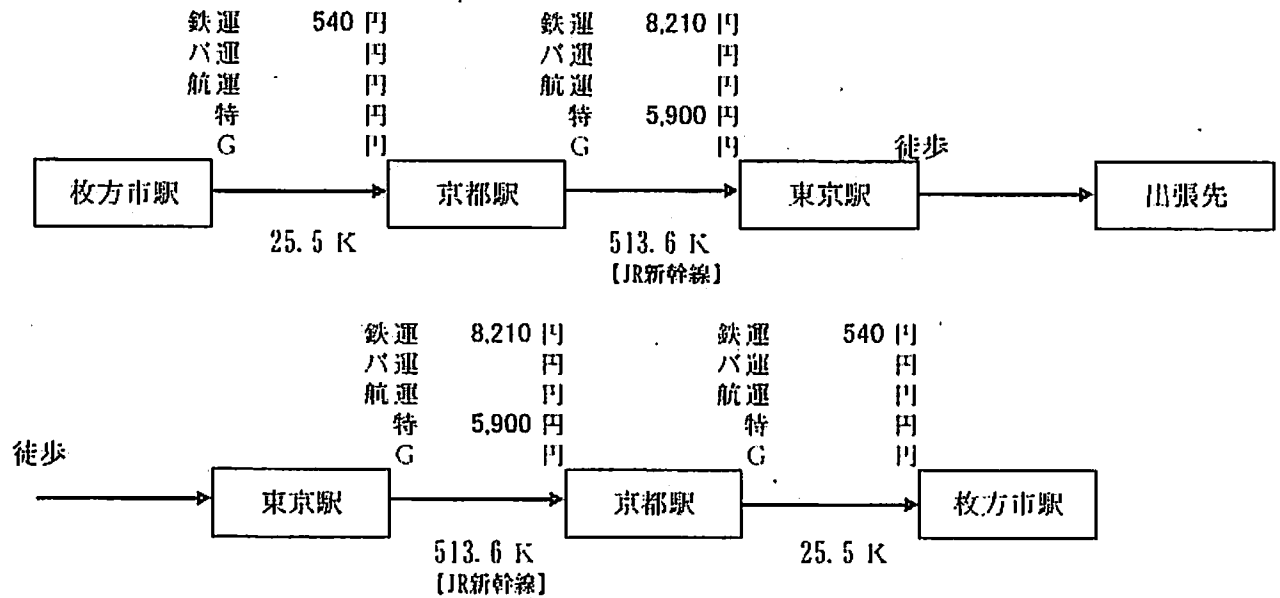 鉄運 540 円 鉄運 8,210 円
バ運 円 バ運 円
航運 円 航運 円
特 円 特 5,900 円
G 円 G 円
徒歩
枚方市駅 京都駅 東京駅 出張先
25.5 K 513.6 K
【JR新幹線】
鉄運 8,210 円 鉄運 540 円
バ運 円 バ運 円
航運 円 航運 円
特 5,900 円 特 円
G 円 G 円
徒歩
東京駅 京都駅 枚方市駅
513.6 K 25.5 K
【JR新幹線】